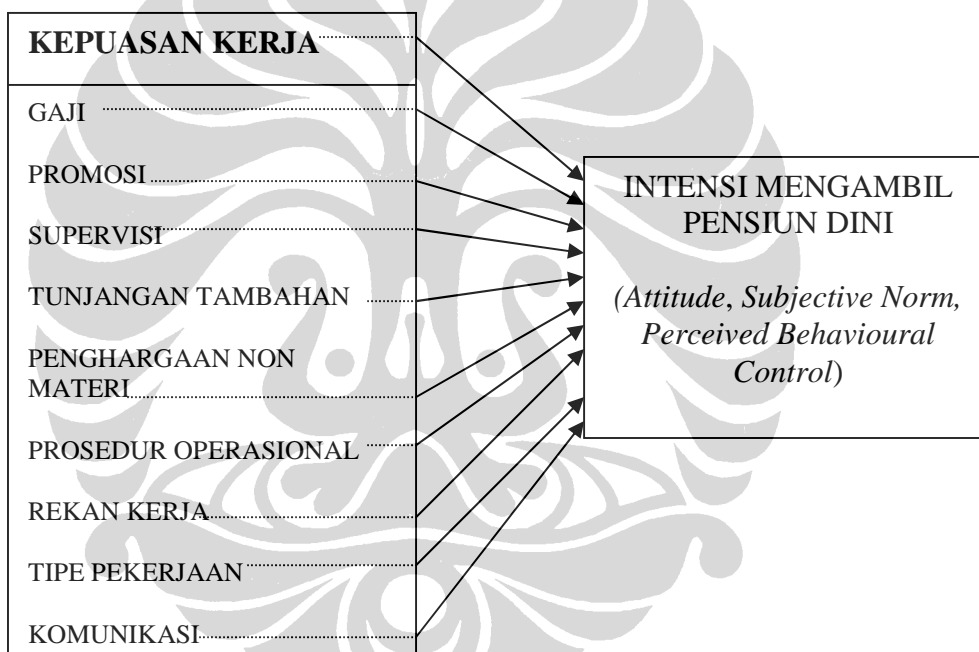 KEPUASAN KERJA
GAJI
PROMOSI
SUPERVISI
TUNJANGAN TAMBAHAN
PENGHARGAAN NON
MATERI
PROSEDUR OPERASIONAL
REKAN KERJA
TIPE PEKERJAAN
KOMUNIKASI
INTENSI MENGAMBIL
PENSIUN DINI
(Attitude, Subjective Norm,
Perceived Behavioural
Control)